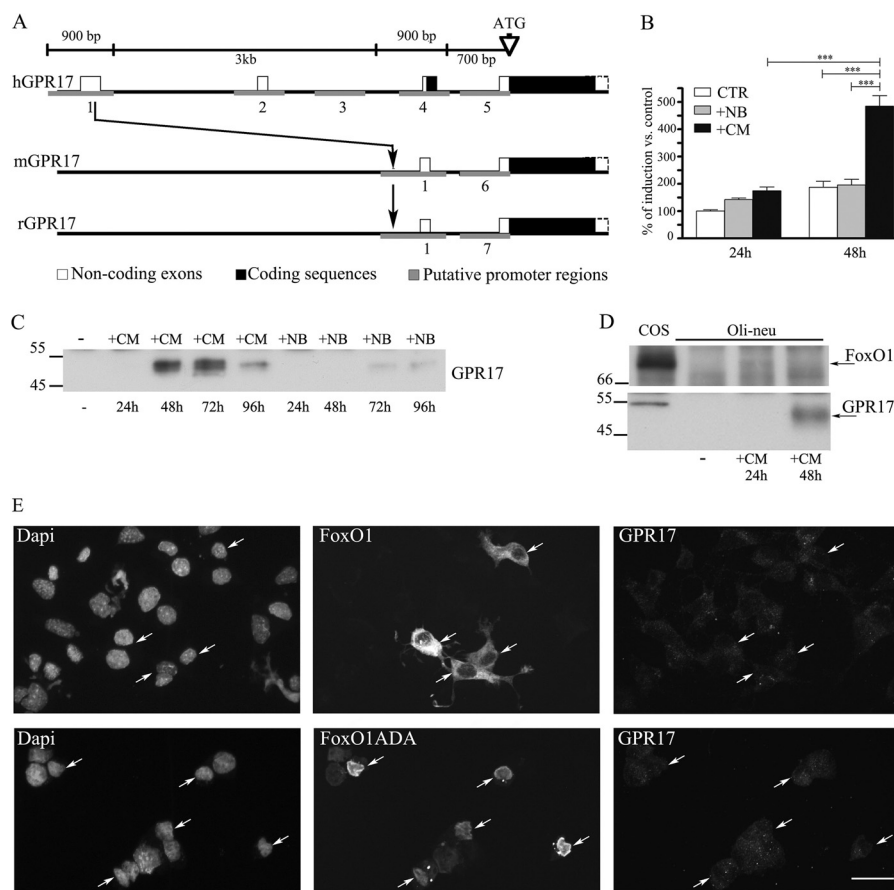 A
ATG
900 bp
3kb
900 bp
700 bp
hGPR17
1
2
3
4
5
mGPR17
1
6
rGPR17
1
7
Non-coding exons
Coding sequences
Putative promoter regions
B
CTR
+NB
+CM
***
***
***
% of induction vs. control
500
400
300
200
100
0
24h
48h
C
- +CM +CM +CM +CM +NB +NB +NB +NB
55
45
GPR17
- 24h 48h 72h 96h 24h 48h 72h 96h
D
COS
Oli-neu
FoxO1
66
55
GPR17
45
- +CM +CM
24h 48h
E
Dapi
FoxO1
GPR17
Dapi
FoxO1ADA
GPR17